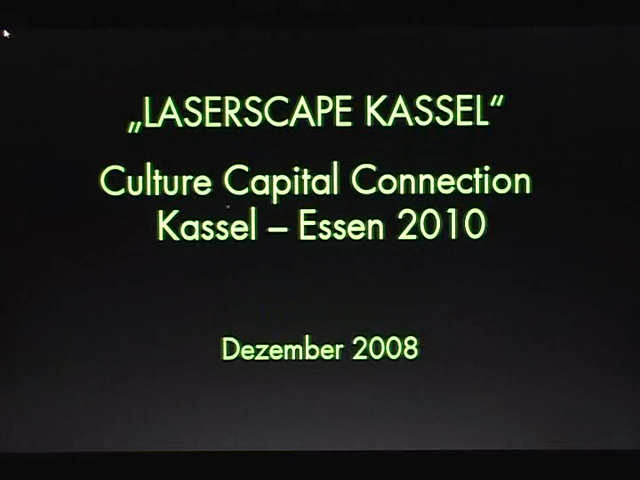 „LASERSCAPE KASSEL“
Culture Capital Connection
Kassel – Essen 2010
Dezember 2008